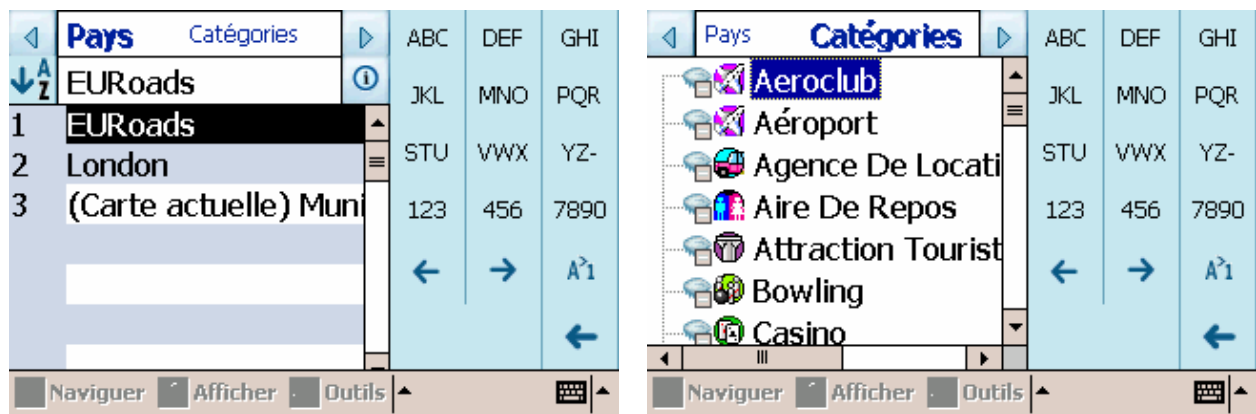 Pays Catégories
EURoads
1 EURoads
2 London
3 (Carte actuelle) Muni
ABC DEF GHI
JKL MNO PQR
STU VWX YZ-
123 456 7890
← → A>1
←
Naviguer Afficher Outils
Pays Catégories
Aeroclub
Aéroport
Agence De Locati
Aire De Repos
Attraction Tourist
Bowling
Casino
ABC DEF GHI
JKL MNO PQR
STU VWX YZ-
123 456 7890
← → A>1
←
Naviguer Afficher Outils